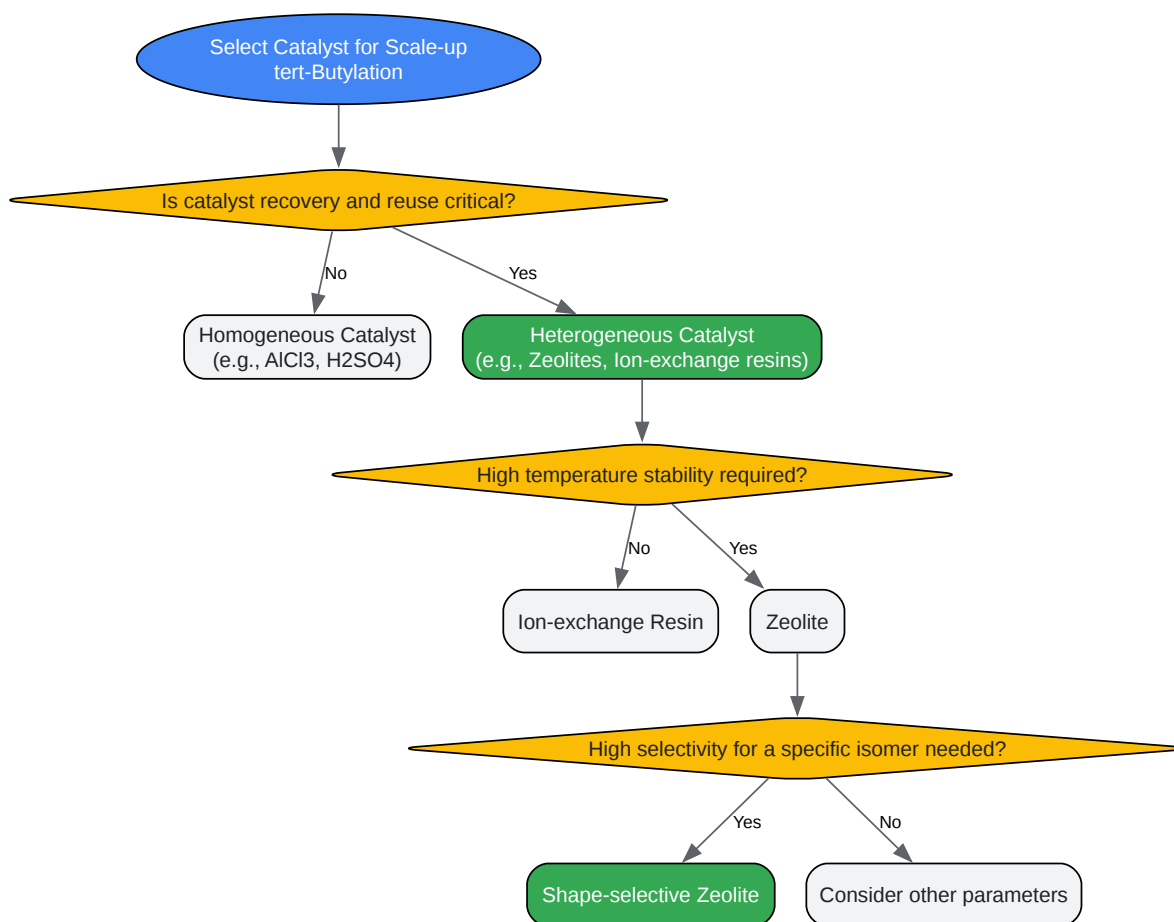 Select Catalyst for Scale-up
tert-Butylation
Is catalyst recovery and reuse critical?
No
Yes
Homogeneous Catalyst
(e.g., AlCl3, H2SO4)
Heterogeneous Catalyst
(e.g., Zeolites, Ion-exchange resins)
High temperature stability required?
No
Yes
Ion-exchange Resin
Zeolite
High selectivity for a specific isomer needed?
Yes
No
Shape-selective Zeolite
Consider other parameters